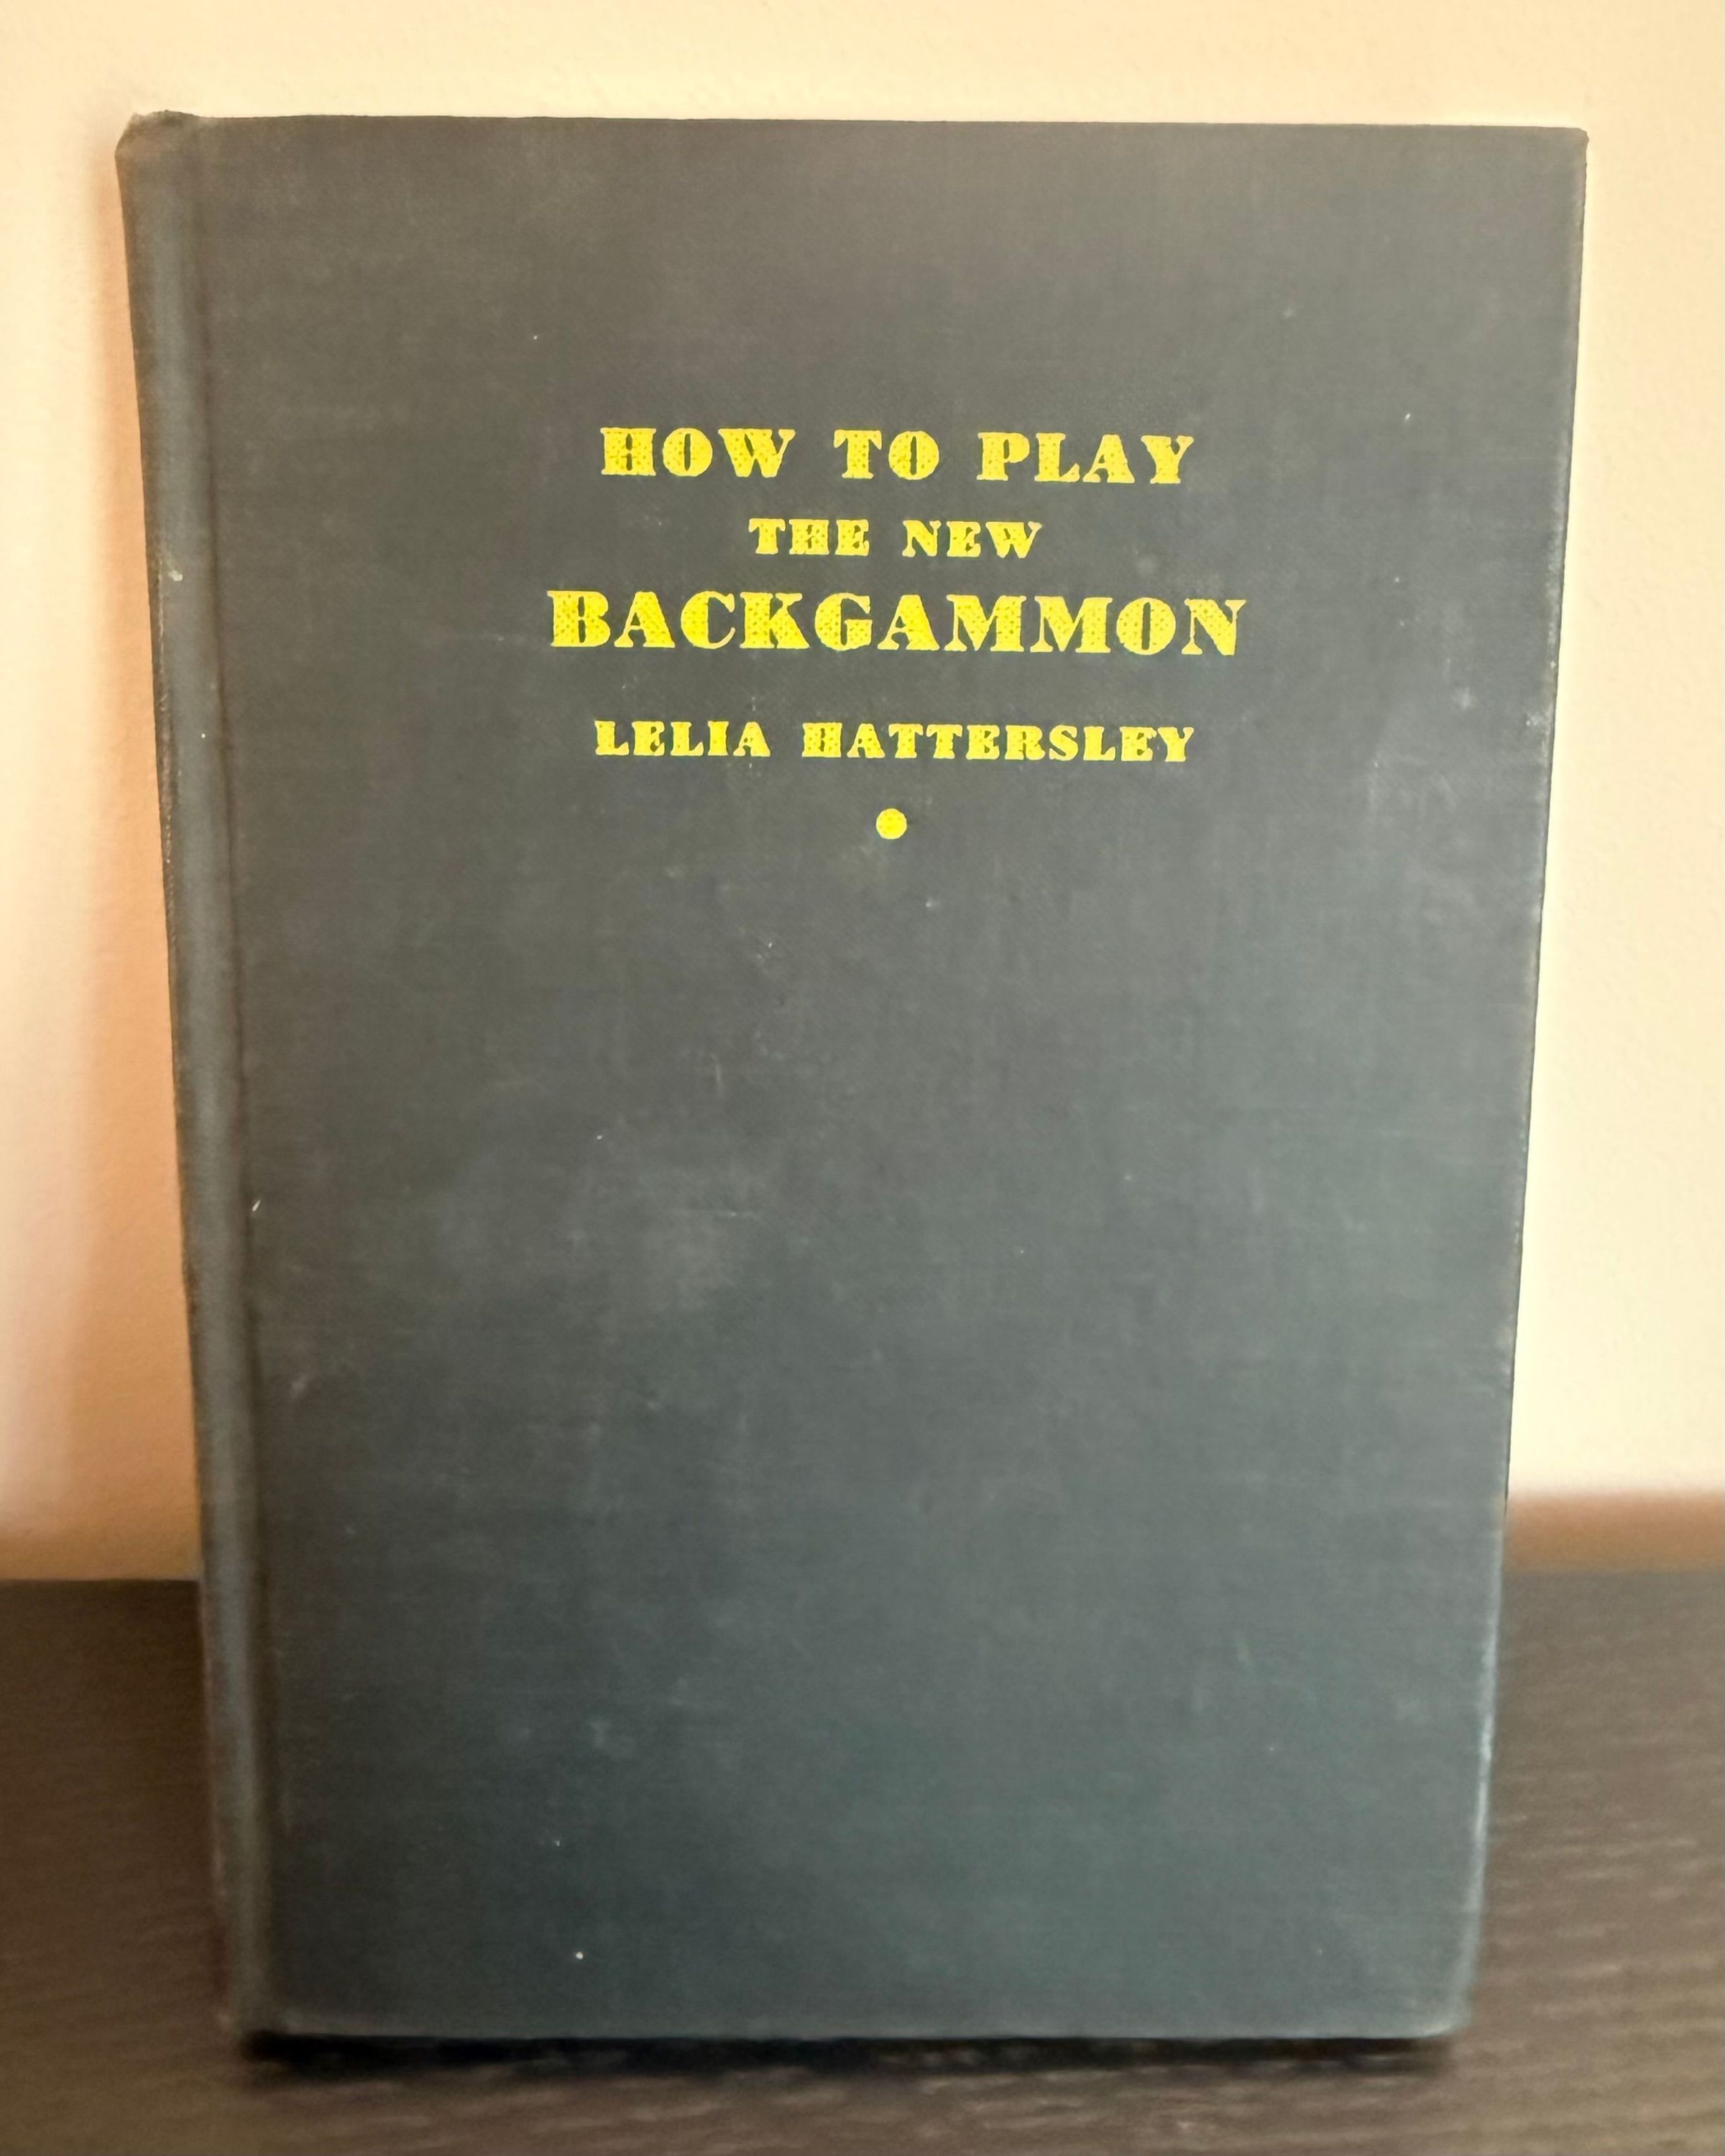 HOW TO PLAY
THE NEW
BACKGAMMON
LELIA HATTERSLEY